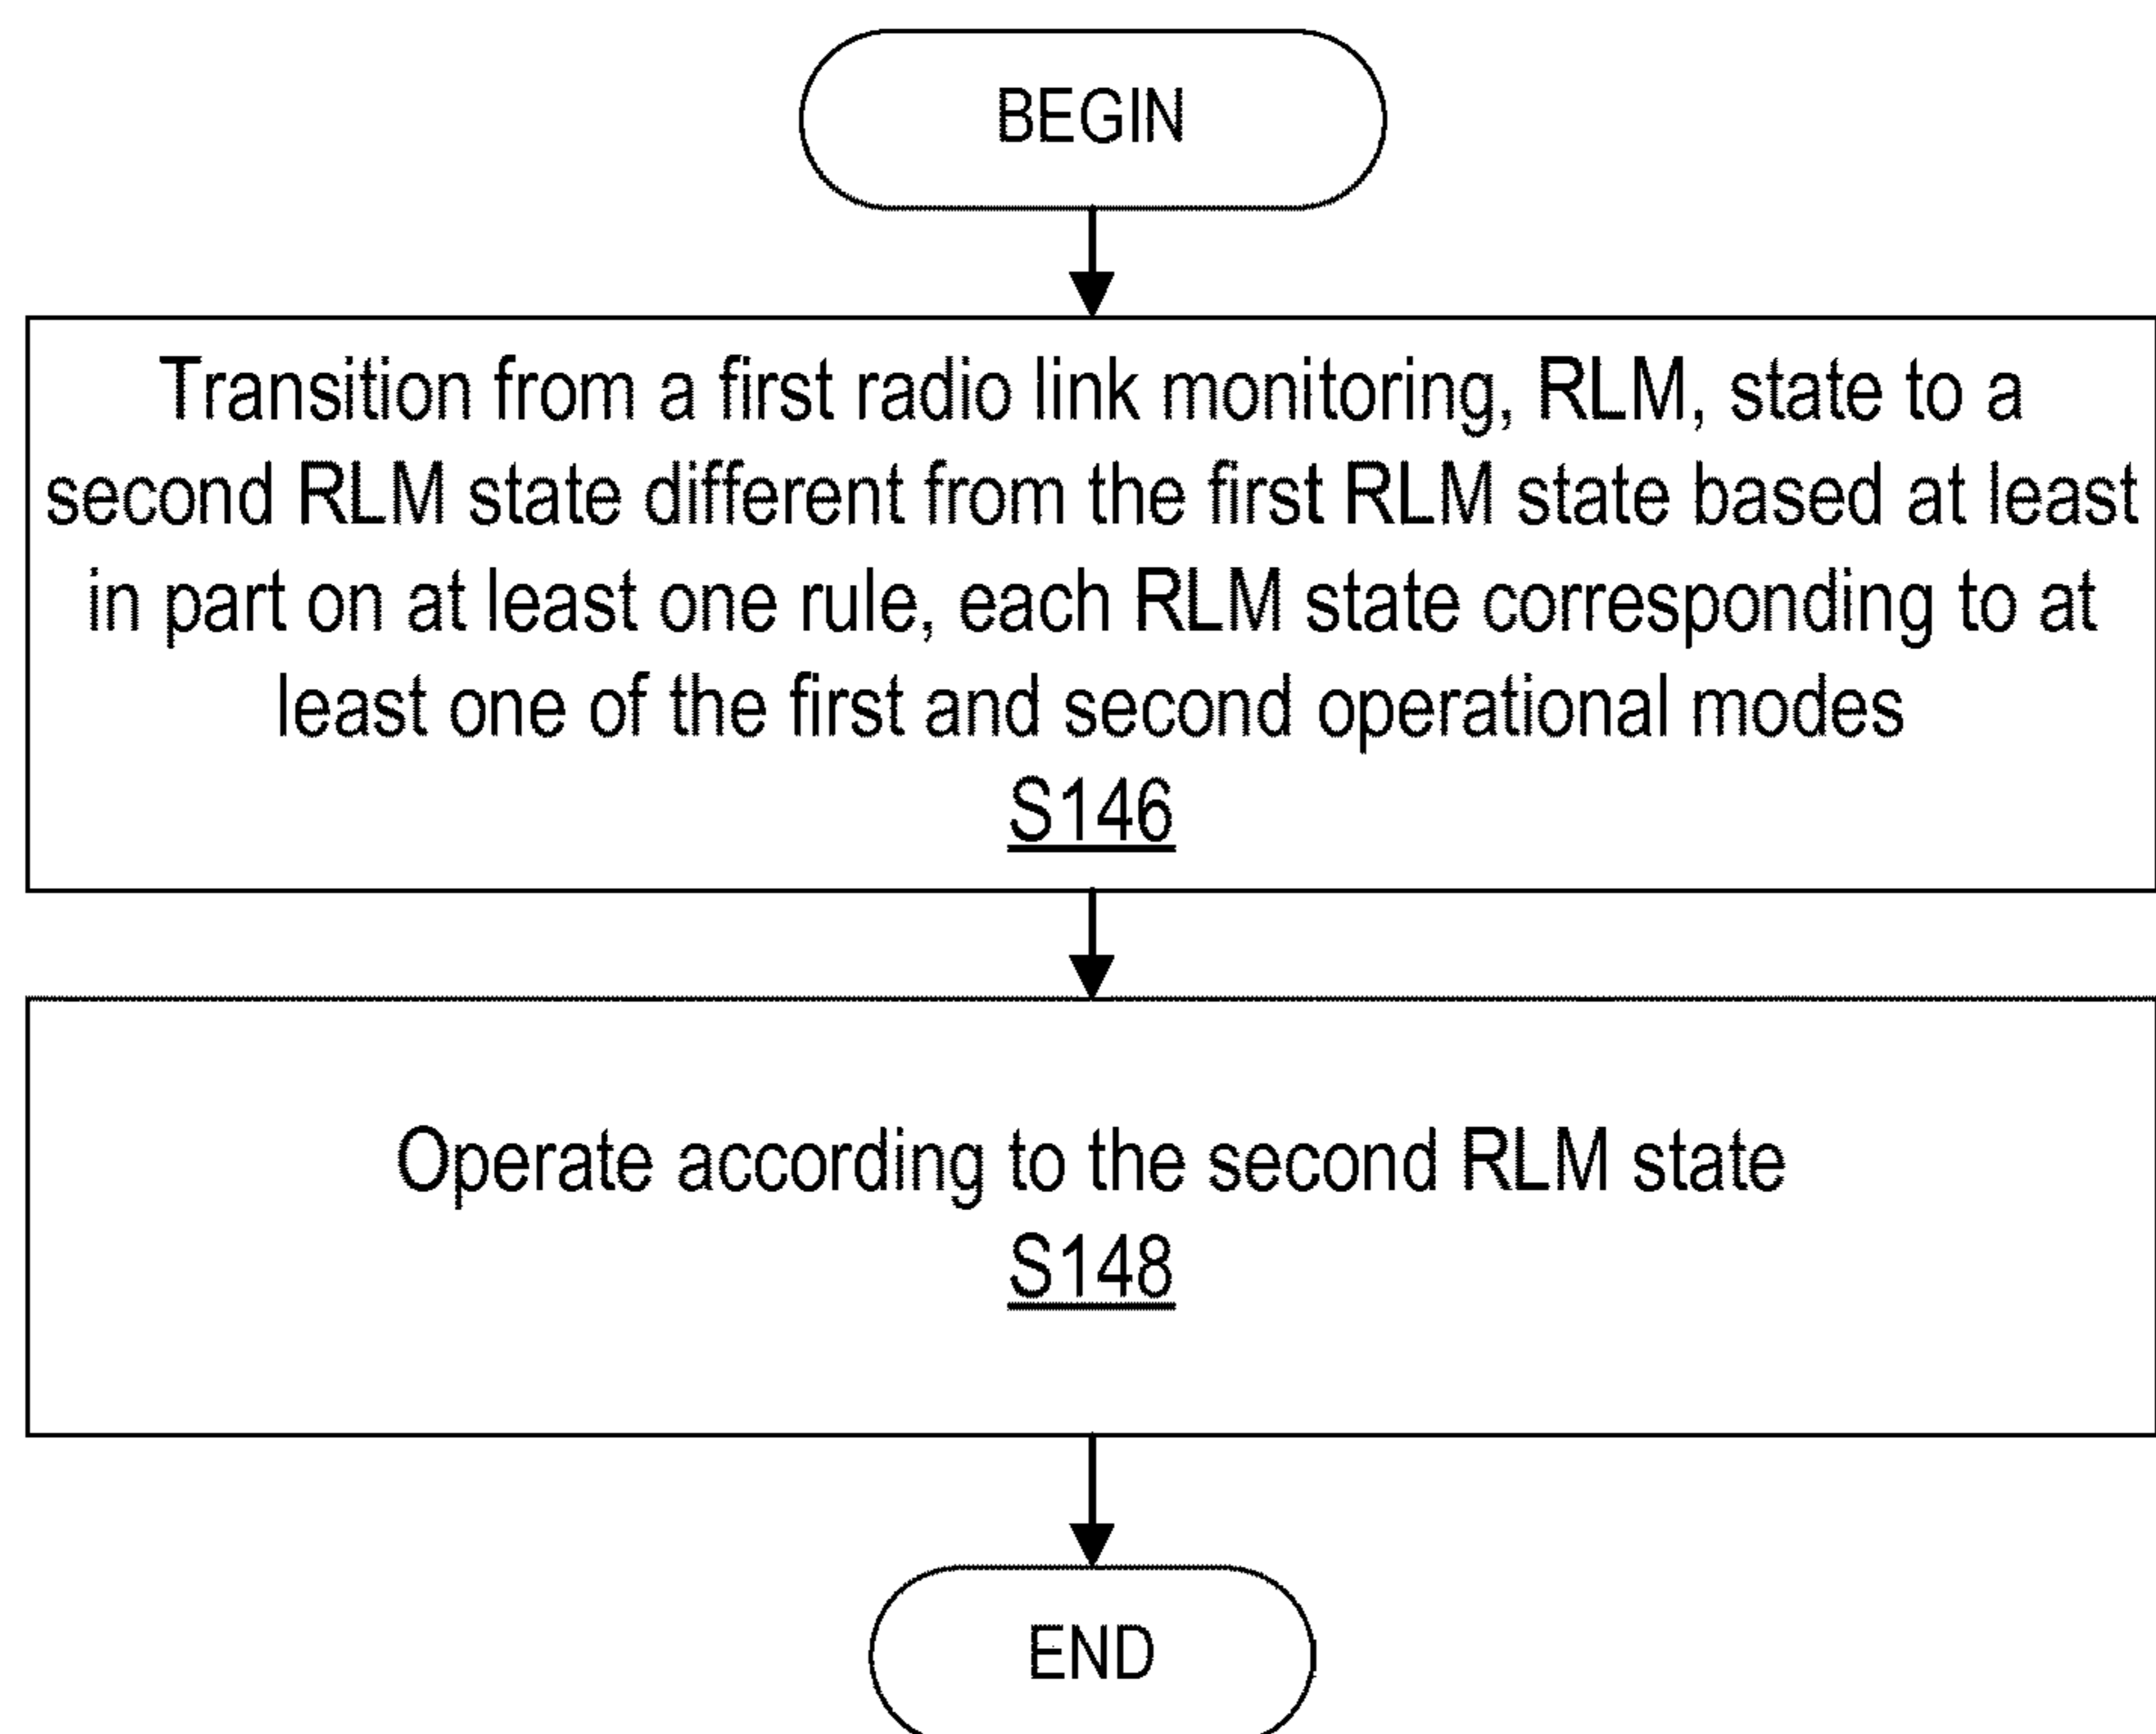 BEGIN
Transition from a first radio link monitoring, RLM, state to a
second RLM state different from the first RLM state based at least
in part on at least one rule, each RLM state corresponding to at
least one of the first and second operational modes
S146
Operate according to the second RLM state
S148
END